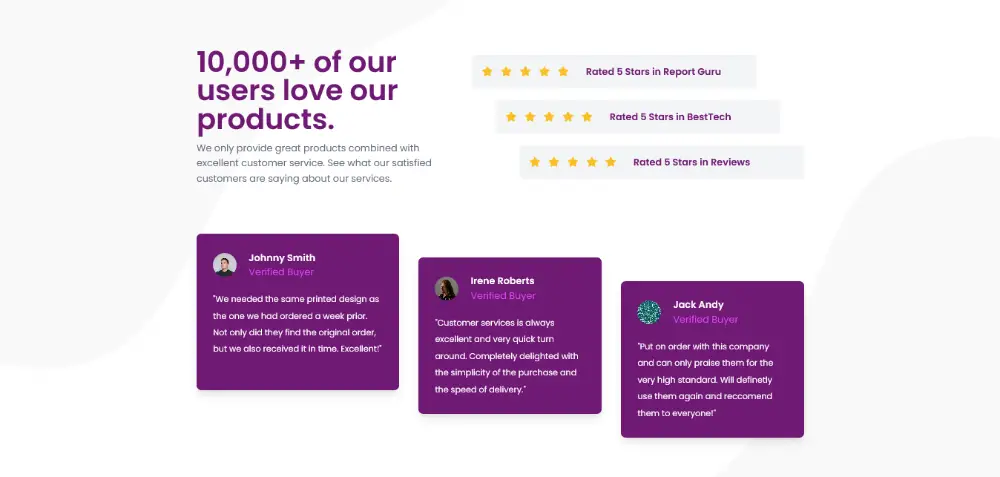 10,000+ of our
users love our
products.
We only provide great products combined with
excellent customer service. See what our satisfied
customers are saying about our services.
Rated 5 Stars in Report Guru
Rated 5 Stars in BestTech
Rated 5 Stars in Reviews
Johnny Smith
Verified Buyer
"We needed the same printed design as
the one we had ordered a week prior.
Not only did they find the original order,
but we also received it in time. Excellent!"
Irene Roberts
Verified Buyer
"Customer services is always
excellent and very quick turn
around. Completely delighted with
the simplicity of the purchase and
the speed of delivery."
Jack Andy
Verified Buyer
"Put on order with this company
and can only praise them for the
very high standard. Will definetly
use them again and reccomend
them to everyone!"